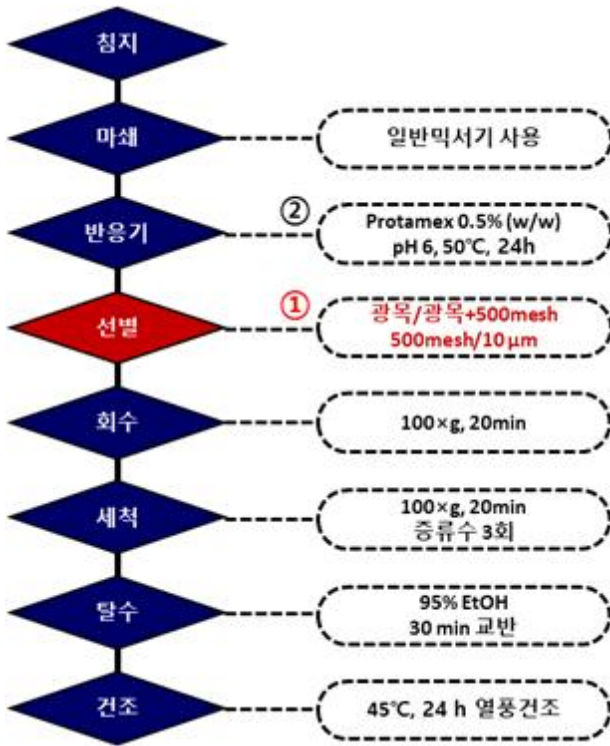 침지
마쇄
일반믹서기 사용
반응기
②
Protamex 0.5% (w/w)
pH 6, 50℃, 24h
선별
①
광목/광목+500mesh
500mesh/10 μm
회수
100×g, 20min
세척
100×g, 20min
증류수 3회
탈수
95% EtOH
30 min 교반
건조
45℃, 24 h 열풍건조